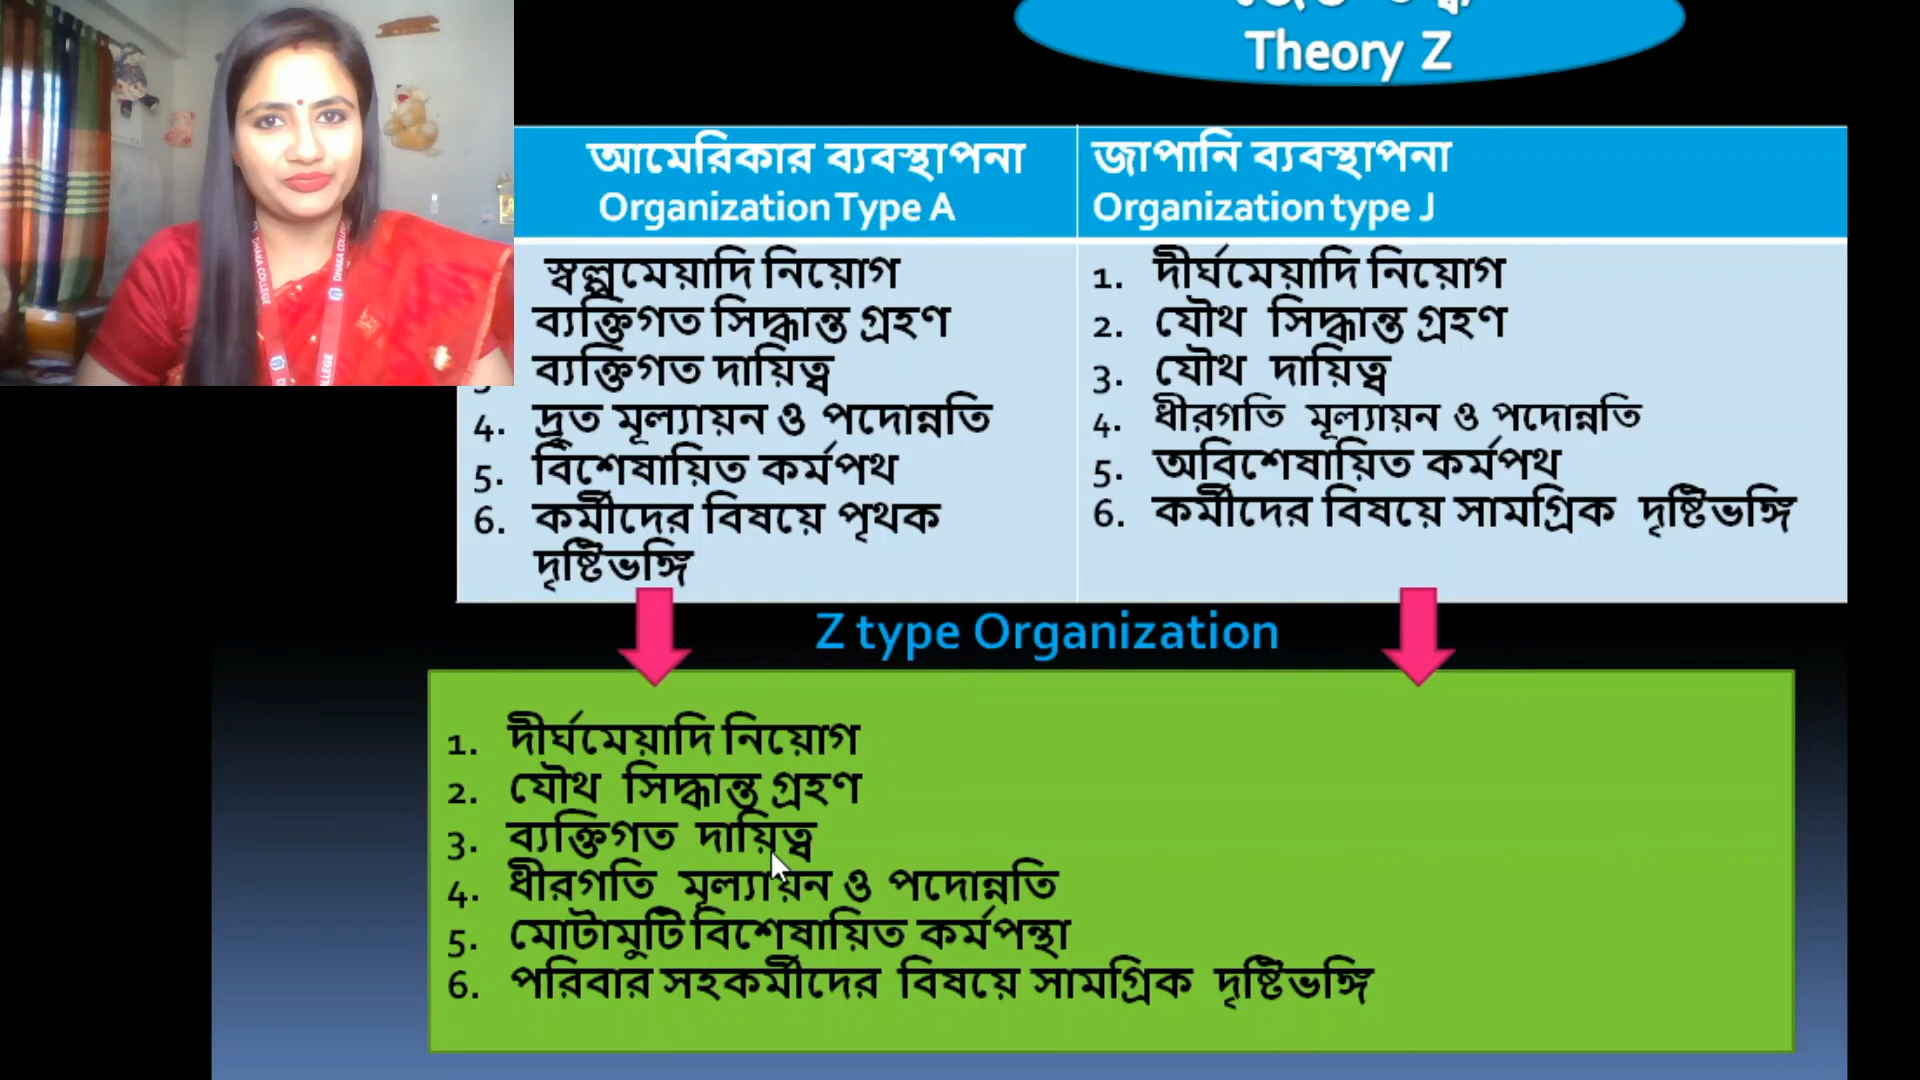 Theory Z
আমেরিকার ব্যবস্থাপনা
Organization Type A
জাপানি ব্যবস্থাপনা
Organization type J
স্বল্পমেয়াদি নিয়োগ
ব্যক্তিগত সিদ্ধান্ত গ্রহণ
ব্যক্তিগত দায়িত্ব
4. দ্রুত মূল্যায়ন ও পদোন্নতি
5. বিশেষায়িত কর্মপথ
6. কর্মীদের বিষয়ে পৃথক
দৃষ্টিভঙ্গি
1. দীর্ঘমেয়াদি নিয়োগ
2. যৌথ সিদ্ধান্ত গ্রহণ
3. যৌথ দায়িত্ব
4. ধীরগতি মূল্যায়ন ও পদোন্নতি
5. অবিশেষায়িত কর্মপথ
6. কর্মীদের বিষয়ে সামগ্রিক দৃষ্টিভঙ্গি
Z type Organization
1. দীর্ঘমেয়াদি নিয়োগ
2. যৌথ সিদ্ধান্ত গ্রহণ
3. ব্যক্তিগত দায়িত্ব
4. ধীরগতি মূল্যায়ন ও পদোন্নতি
5. মোটামুটি বিশেষায়িত কর্মপন্থা
6. পরিবার সহকর্মীদের বিষয়ে সামগ্রিক দৃষ্টিভঙ্গি
DHAKA COLLEGE